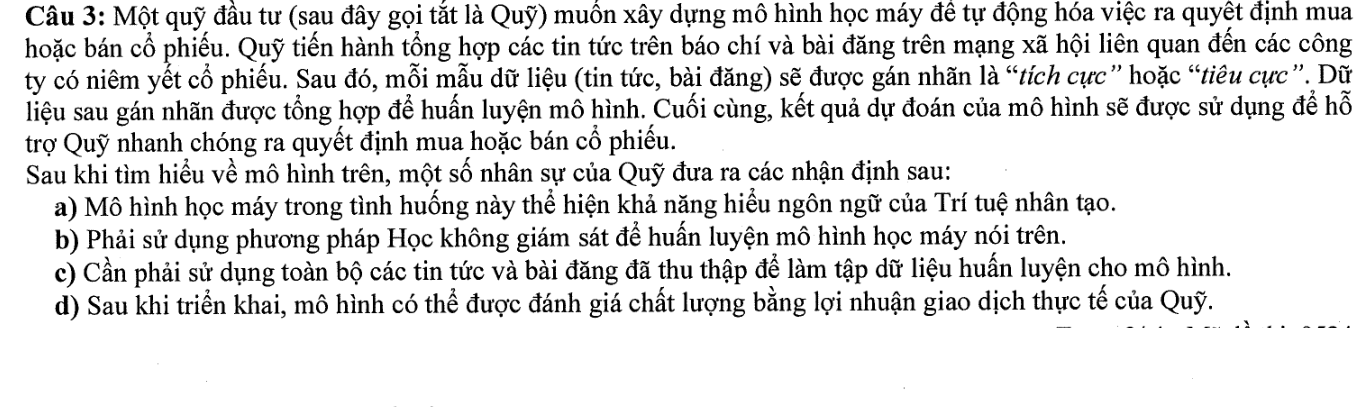 Câu 3: Một quỹ đầu tư (sau đây gọi tắt là Quỹ) muốn xây dựng mô hình học máy để tự động hóa việc ra quyết định mua
hoặc bán cổ phiếu. Quỹ tiến hành tổng hợp các tin tức trên báo chí và bài đăng trên mạng xã hội liên quan đến các công
ty có niêm yết cổ phiếu. Sau đó, mỗi mẫu dữ liệu (tin tức, bài đăng) sẽ được gán nhãn là “tích cực” hoặc “tiêu cực”. Dữ
liệu sau gán nhãn được tổng hợp để huấn luyện mô hình. Cuối cùng, kết quả dự đoán của mô hình sẽ được sử dụng để hỗ
trợ Quỹ nhanh chóng ra quyết định mua hoặc bán cổ phiếu.
Sau khi tìm hiểu về mô hình trên, một số nhân sự của Quỹ đưa ra các nhận định sau:
a) Mô hình học máy trong tình huống này thể hiện khả năng hiểu ngôn ngữ của Trí tuệ nhân tạo.
b) Phải sử dụng phương pháp Học không giám sát để huấn luyện mô hình học máy nói trên.
c) Cần phải sử dụng toàn bộ các tin tức và bài đăng đã thu thập để làm tập dữ liệu huấn luyện cho mô hình.
d) Sau khi triển khai, mô hình có thể được đánh giá chất lượng bằng lợi nhuận giao dịch thực tế của Quỹ.